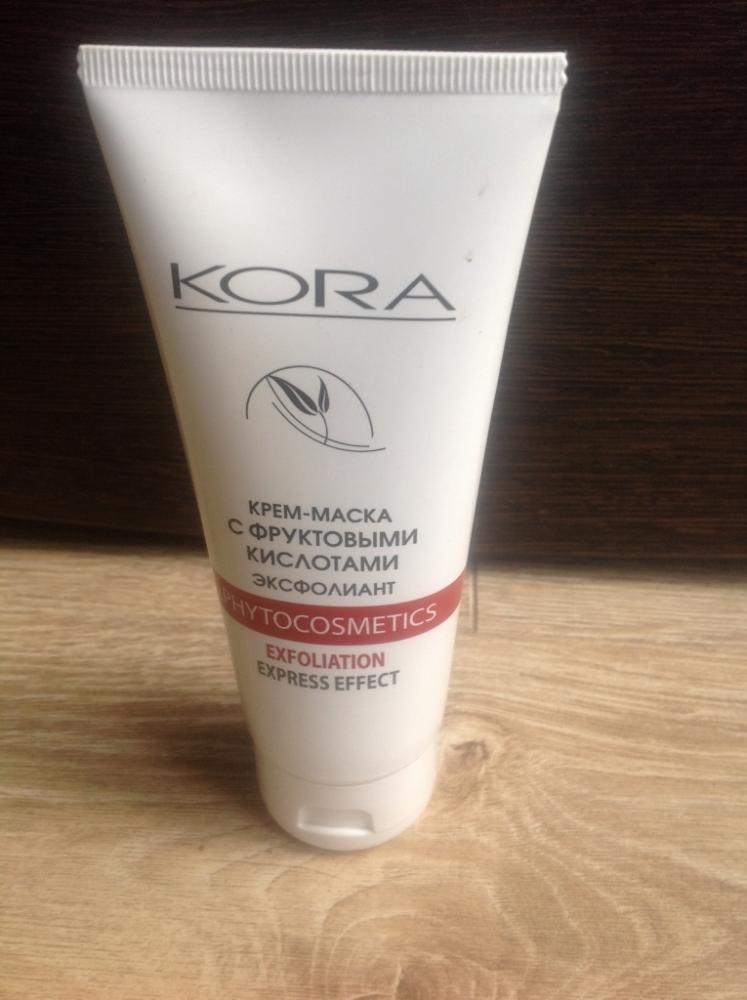 KORA
КРЕМ-МАСКА
С ФРУКТОВЫМИ
КИСЛОТАМИ
ЭКСФОЛИАНТ
PHYTOCOSMETICS
EXFOLIATION
EXPRESS EFFECT